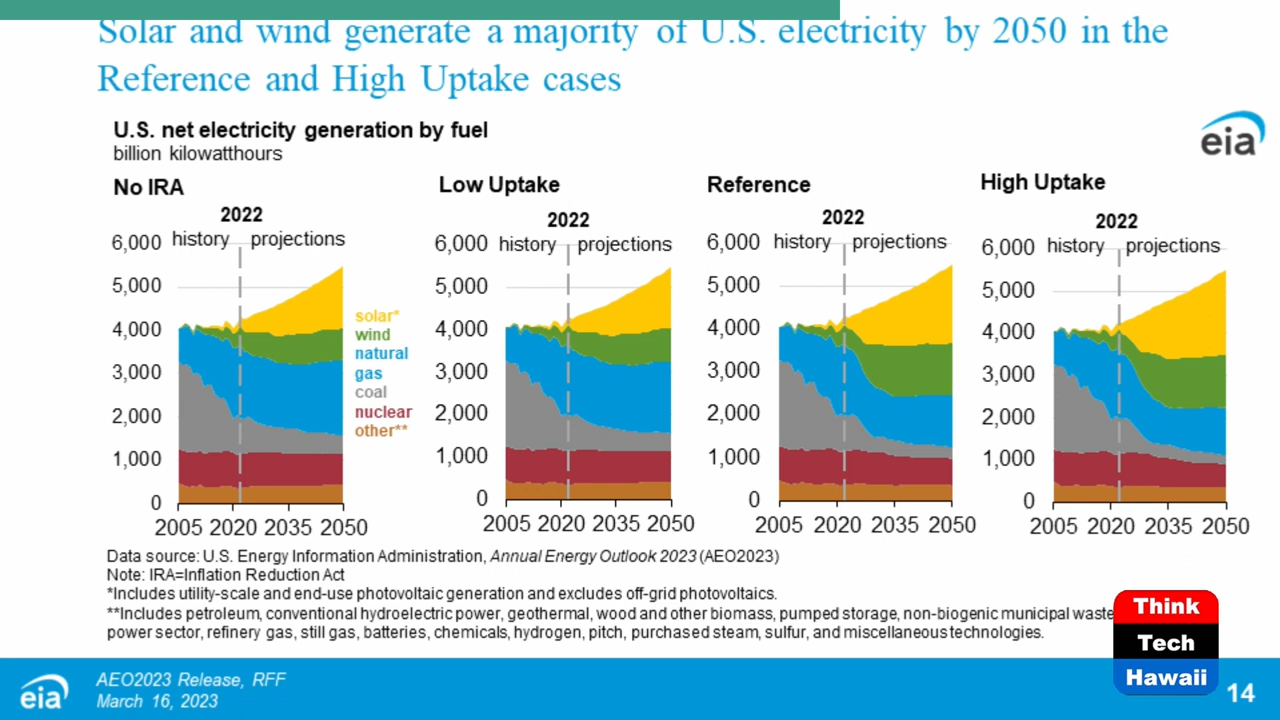 Solar and wind generate a majority of U.S. electricity by 2050 in the
Reference and High Uptake cases
U.S. net electricity generation by fuel
billion kilowatthours
eia
No IRA
2022
history projections
6,000
5,000
4,000
3,000
2,000
1,000
0
2005 2020 2035 2050
solar*
wind
natural
gas
coal
nuclear
other**
Low Uptake
2022
history projections
6,000
5,000
4,000
3,000
2,000
1,000
0
2005 2020 2035 2050
Reference
2022
history projections
6,000
5,000
4,000
3,000
2,000
1,000
0
2005 2020 2035 2050
High Uptake
2022
history projections
6,000
5,000
4,000
3,000
2,000
1,000
0
2005 2020 2035 2050
Data source: U.S. Energy Information Administration, Annual Energy Outlook 2023 (AEO2023)
Note: IRA=Inflation Reduction Act
*Includes utility-scale and end-use photovoltaic generation and excludes off-grid photovoltaics.
**Includes petroleum, conventional hydroelectric power, geothermal, wood and other biomass, pumped storage, non-biogenic municipal waste
power sector, refinery gas, still gas, batteries, chemicals, hydrogen, pitch, purchased steam, sulfur, and miscellaneous technologies.
Think
Tech
Hawaii
eia
AEO2023 Release, RFF
March 16, 2023
14